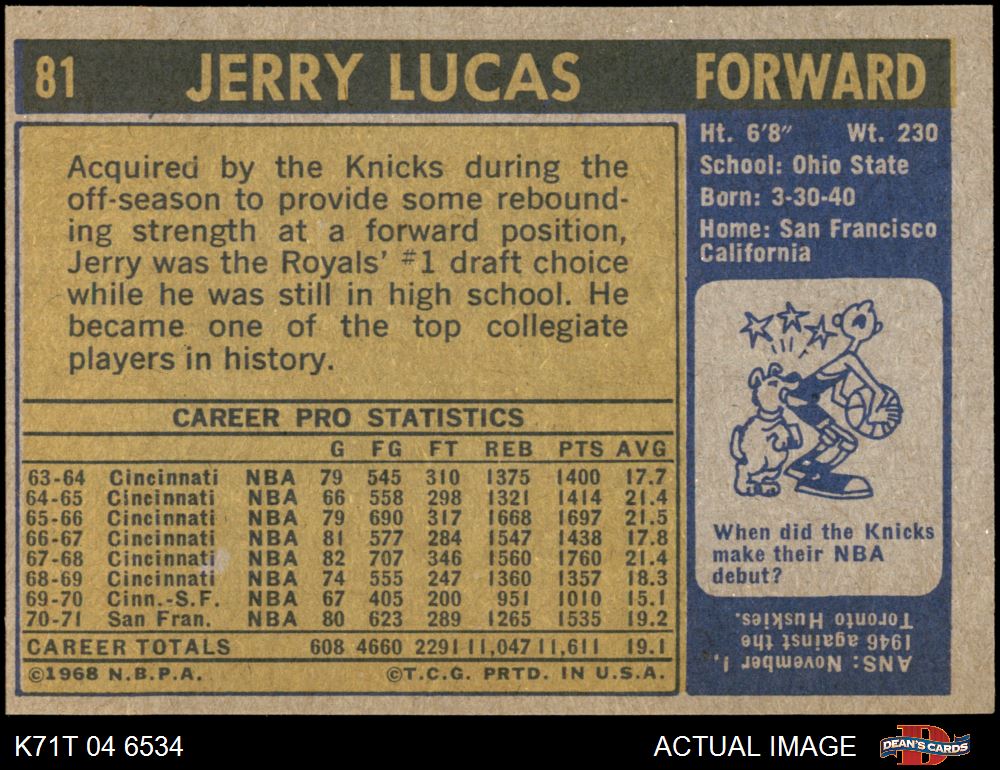 81 JERRY LUCAS FORWARD
Acquired by the Knicks during the
off-season to provide some rebound-
ing strength at a forward position,
Jerry was the Royals' #1 draft choice
while he was still in high school. He
became one of the top collegiate
players in history.
CAREER PRO STATISTICS
G FG FT REB PTS AVG
63-64 Cincinnati NBA 79 545 310 1375 1400 17.7
64-65 Cincinnati NBA 66 558 298 1321 1414 21.4
65-66 Cincinnati NBA 79 690 317 1668 1697 21.5
66-67 Cincinnati NBA 81 577 284 1547 1438 17.8
67-68 Cincinnati NBA 82 707 346 1560 1760 21.4
68-69 Cincinnati NBA 74 555 247 1360 1357 18.3
69-70 Cinn.-S.F. NBA 67 405 200 951 1010 15.1
70-71 San Fran. NBA 80 623 289 1265 1535 19.2
CAREER TOTALS 608 4660 2291 11,047 11,611 19.1
©1968 N.B.P.A. ©T.C.G. PRTD. IN U.S.A.
Ht. 6'8" Wt. 230
School: Ohio State
Born: 3-30-40
Home: San Francisco
California
When did the Knicks
make their NBA
debut?
ANS: November 1,
1946 against the
Toronto Huskies.
K71T 04 6534 ACTUAL IMAGE
D
DEAN'S CARDS